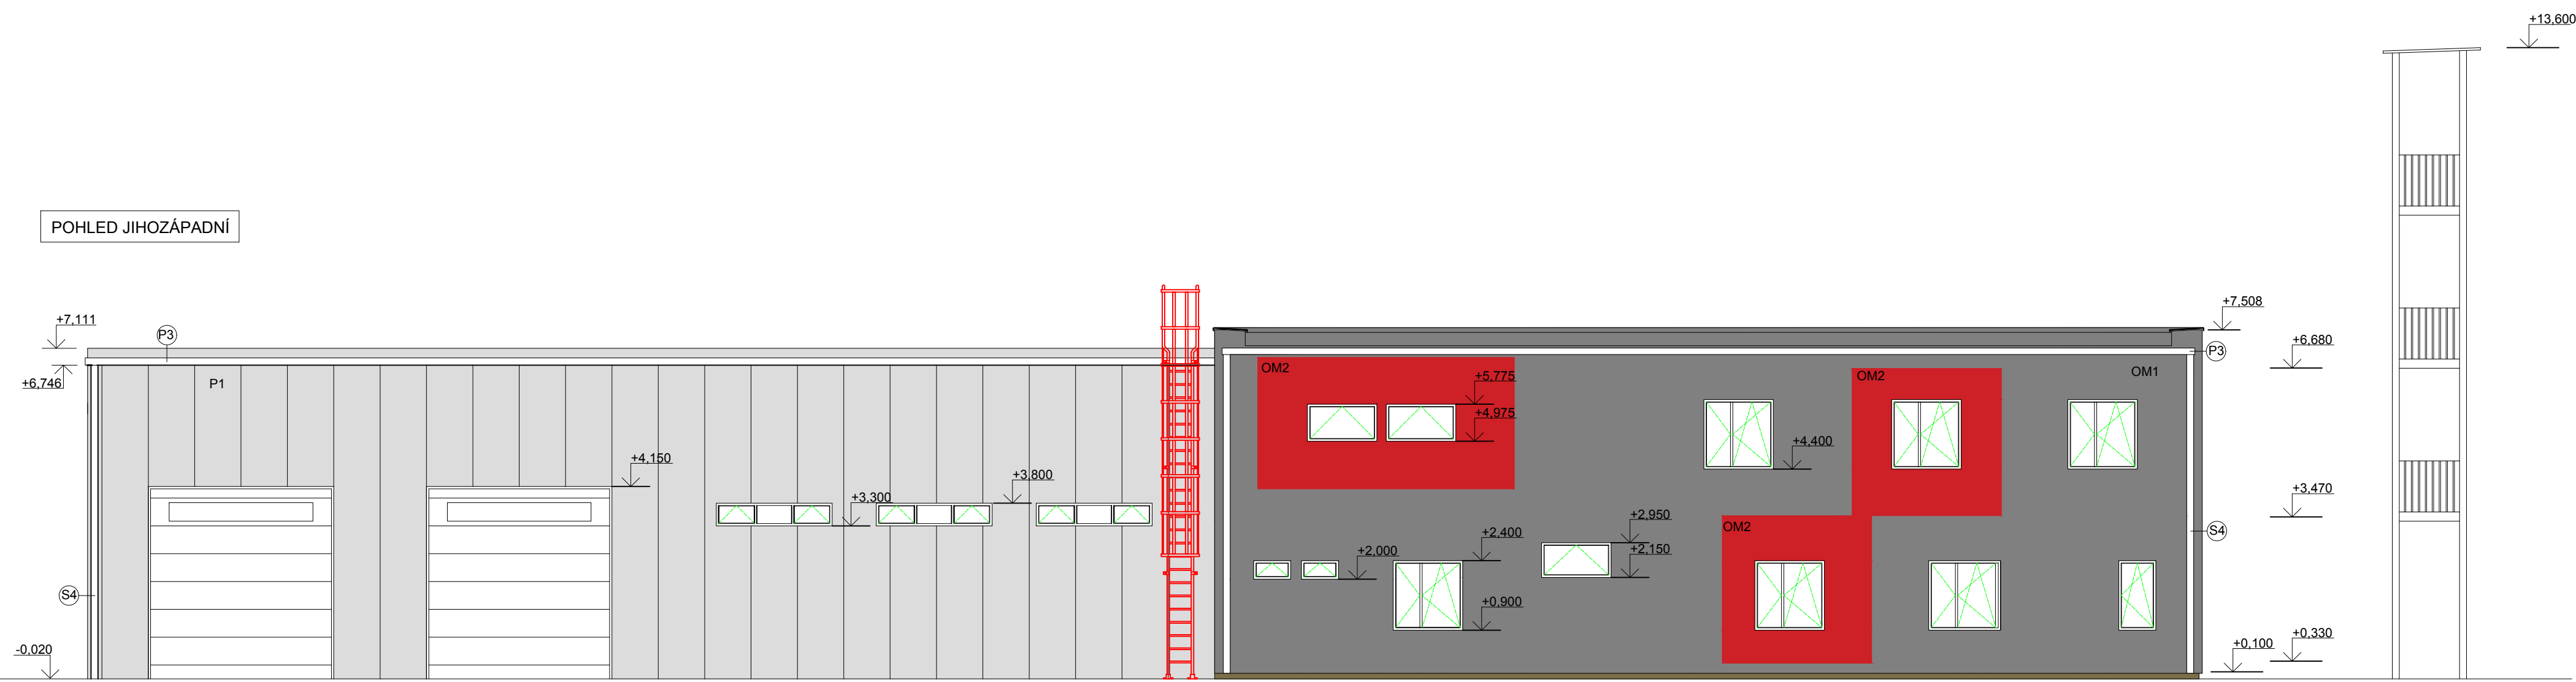 +13,600
POHLED JIHOZÁPADNÍ
+7,508
+7,111
P3
+6,680
P3
+6,746
P1
OM2
+5,775
OM2
OM1
+4,975
+4,400
+4,150
+3,800
+3,300
+3,470
+2,950
OM2
+2,400
S4
+2,000
+2,150
S4
+0,900
-0,020
+0,100
+0,330